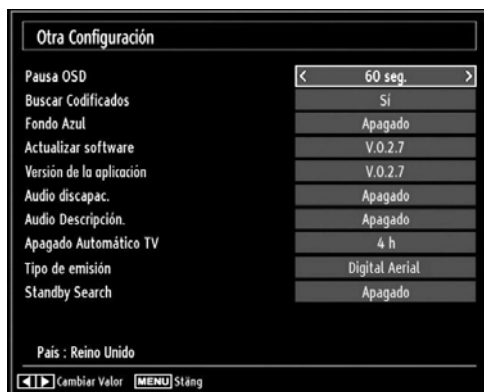 Otra Configuración
Pausa OSD < 60 seg. >
Buscar Codificados Sí
Fondo Azul Apagado
Actualizar software V.0.2.7
Versión de la aplicación V.0.2.7
Audio discapac. Apagado
Audio Descripción. Apagado
Apagado Automático TV 4 h
Tipo de emisión Digital Aerial
Standby Search Apagado
Pais : Reino Unido
Cambiar Valor MENU Stäng